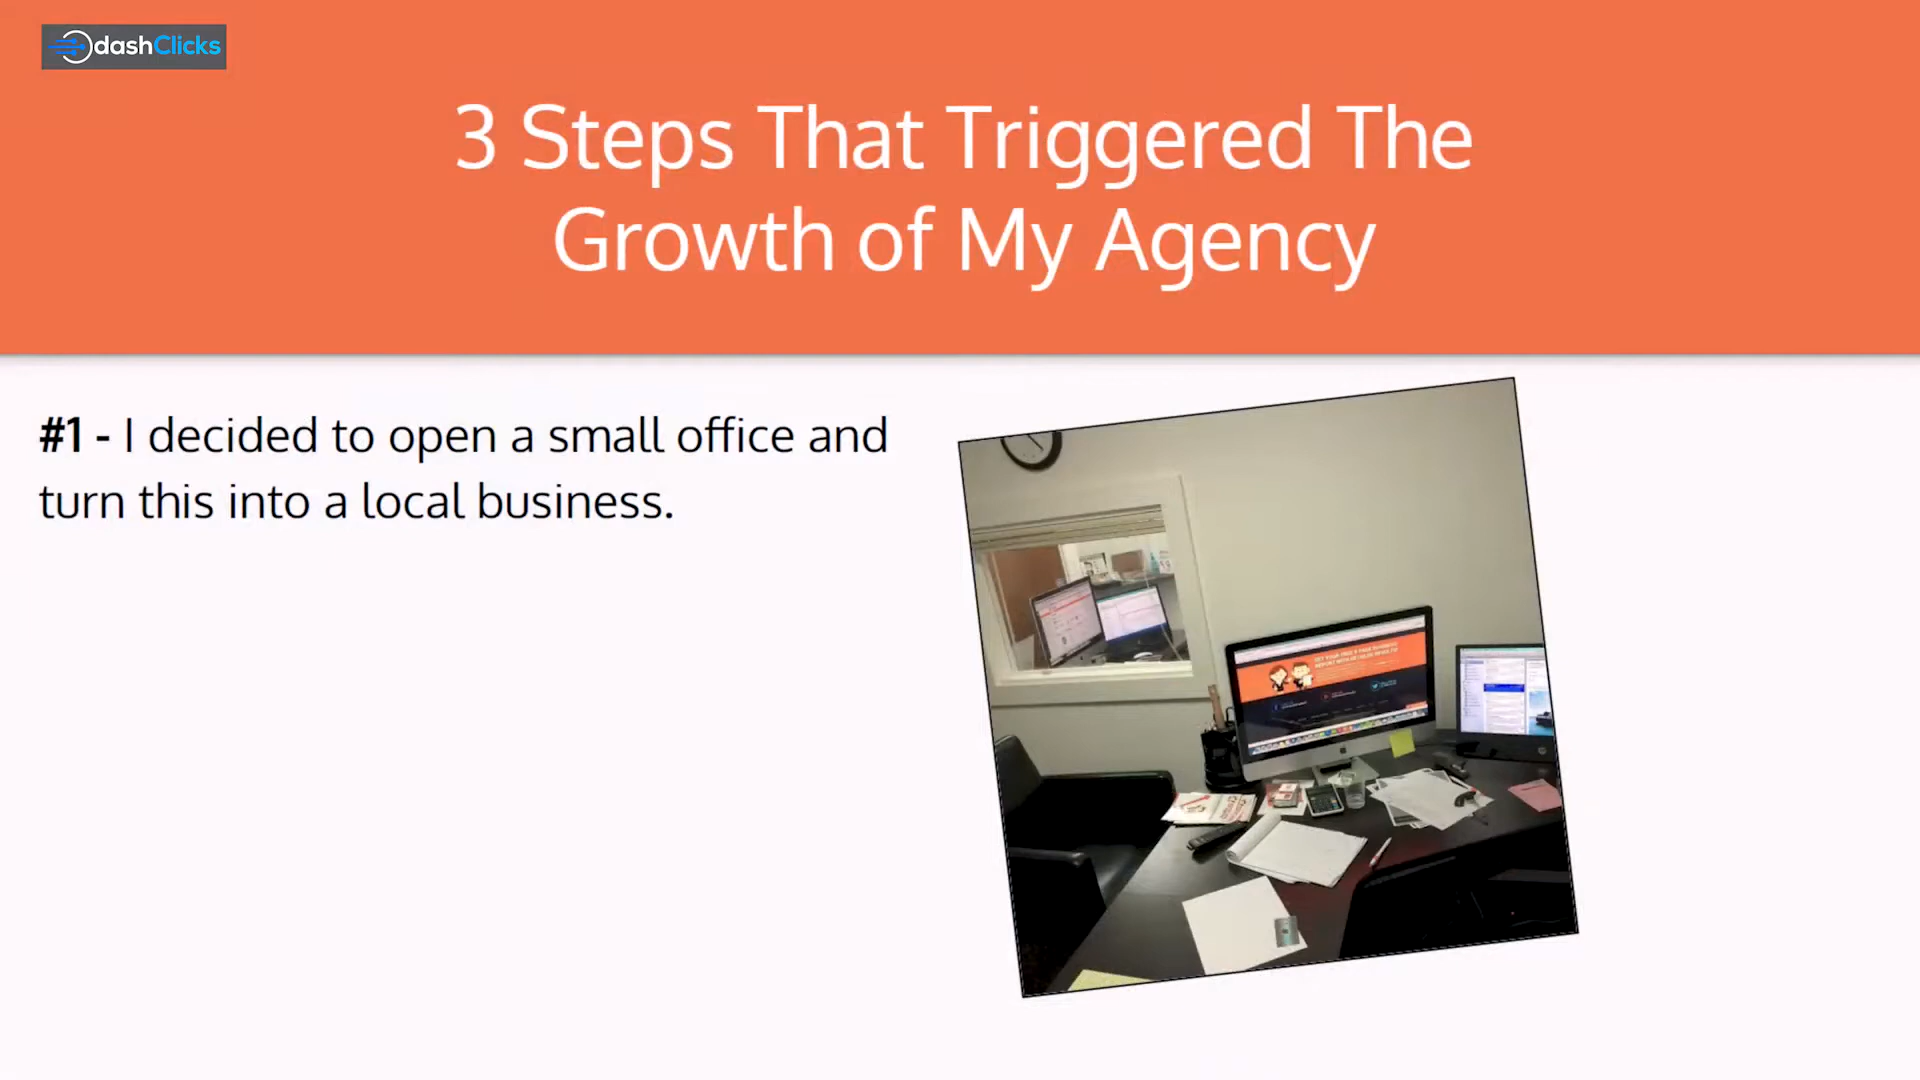 dashClicks
3 Steps That Triggered The
Growth of My Agency
#1 - I decided to open a small office and
turn this into a local business.